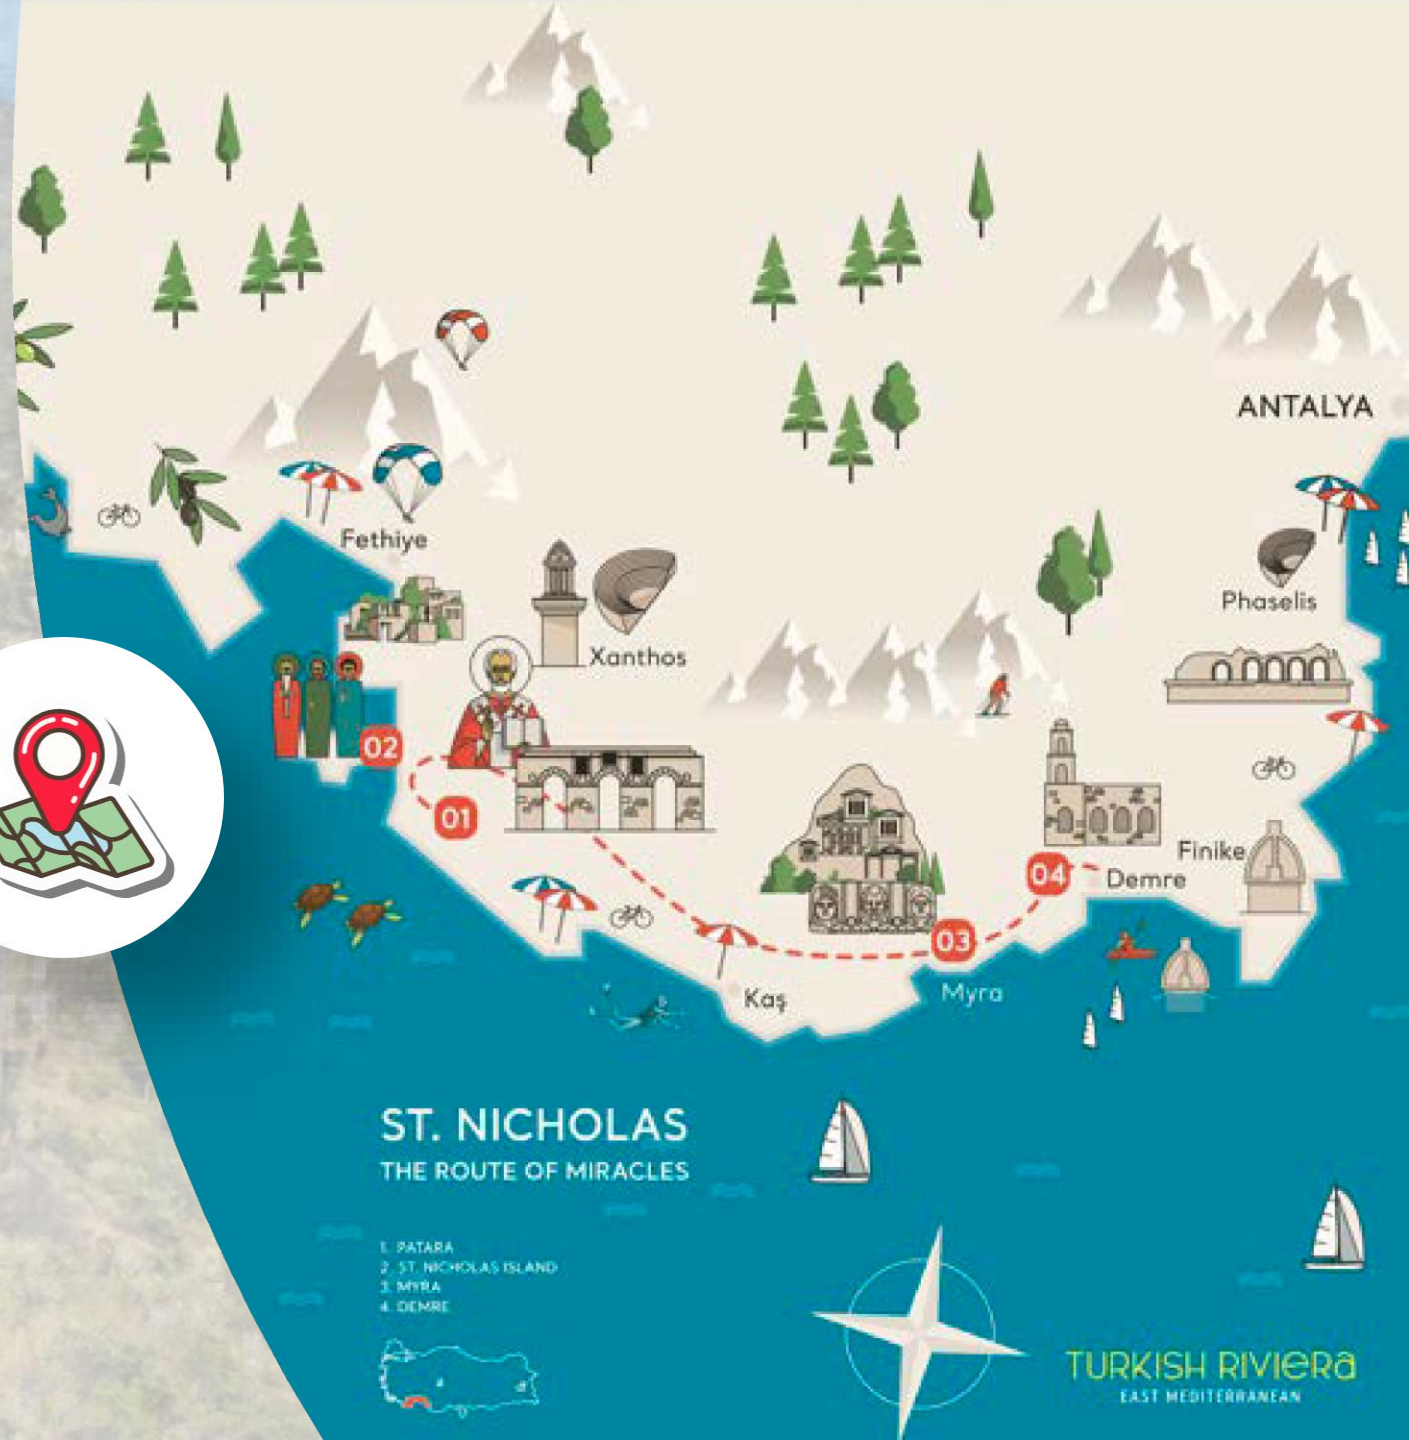 ANTALYA
Fethiye
Phaselis
Xanthos
02
01
Finike
04
Demre
03
Myra
Kaş
ST. NICHOLAS
THE ROUTE OF MIRACLES
1. PATARA
2. ST. NICHOLAS ISLAND
3. MYRA
4. DEMRE
TURKISH RIVIERA
EAST MEDITERRANEAN